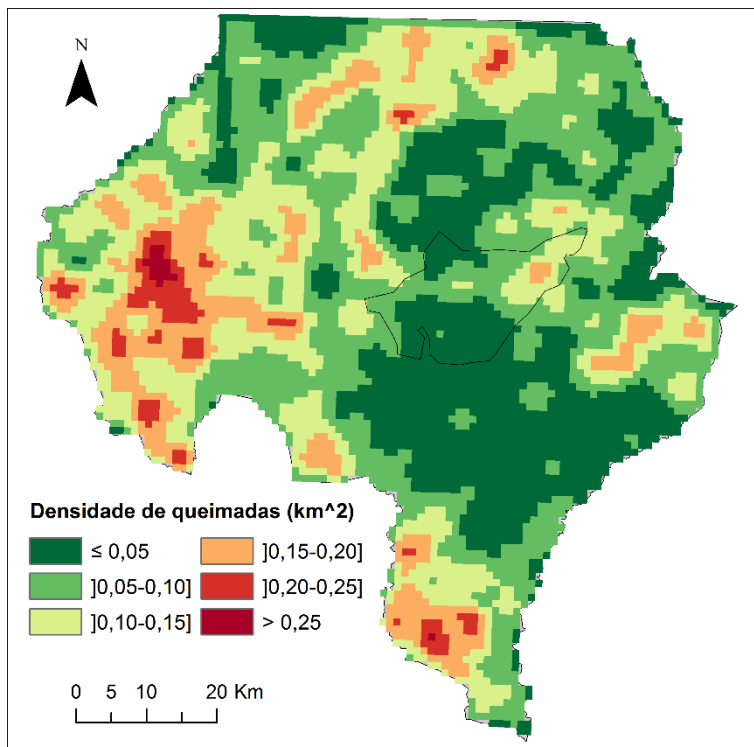 N
Densidade de queimadas (km^2)
≤ 0,05
]0,15-0,20]
]0,05-0,10]
]0,20-0,25]
]0,10-0,15]
> 0,25
0 5 10 20 Km